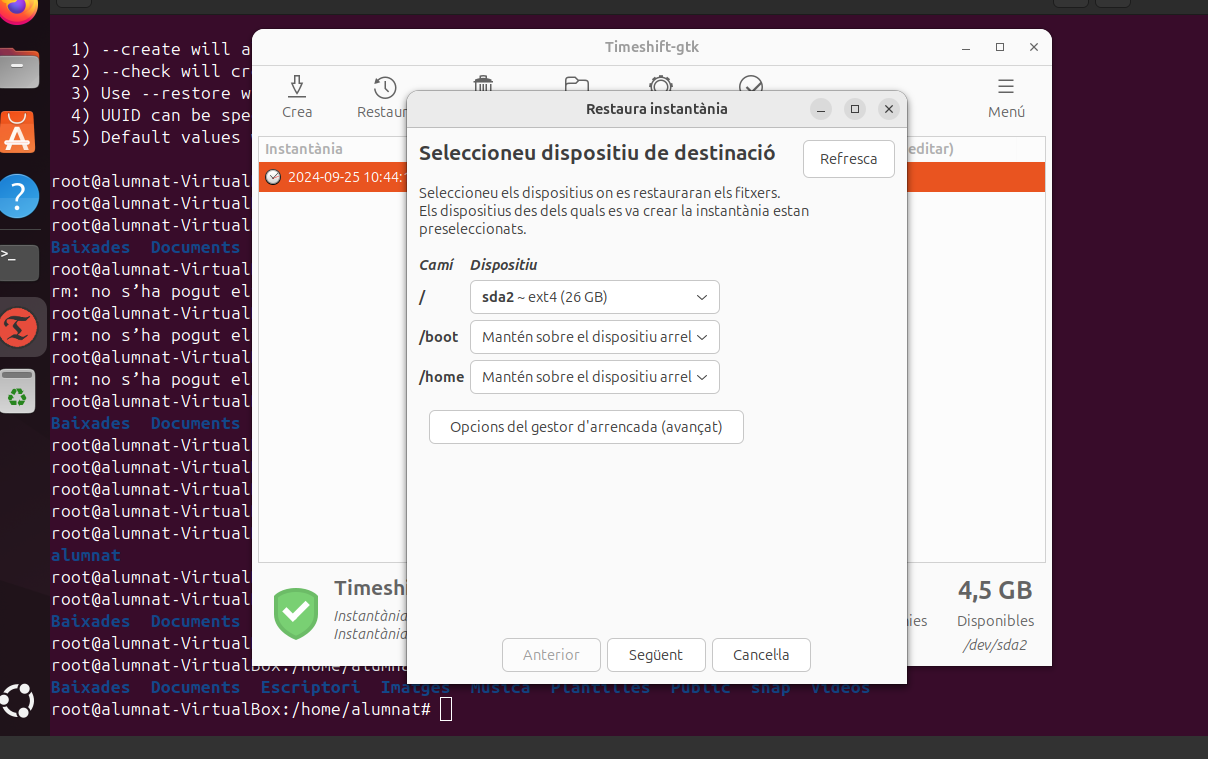 1) --create will a
2) --check will cr
3) Use --restore w
4) UUID can be spe
5) Default values
Timeshift-gtk
Crea
Restaur
Menú
Instantània
editar)
2024-09-25 10:44:1
Restaura instantània
Seleccioneu dispositiu de destinació
Refresca
Seleccioneu els dispositius on es restauraran els fitxers.
Els dispositius des dels quals es va crear la instantània estan
preseleccionats.
Camí Dispositiu
/ sda2 ~ ext4 (26 GB)
/boot Mantén sobre el dispositiu arrel
/home Mantén sobre el dispositiu arrel
Opcions del gestor d'arrencada (avançat)
Anterior Següent Cancel·la
root@alumnat-Virtual
root@alumnat-Virtual
root@alumnat-Virtual
Baixades Documents
root@alumnat-Virtual
rm: no s’ha pogut el
root@alumnat-Virtual
rm: no s’ha pogut el
root@alumnat-Virtual
rm: no s’ha pogut el
root@alumnat-Virtual
Baixades Documents
root@alumnat-Virtual
root@alumnat-Virtual
root@alumnat-Virtual
root@alumnat-Virtual
root@alumnat-Virtual
alumnat
root@alumnat-Virtual
root@alumnat-Virtual
Baixades Documents
root@alumnat-Virtual
root@alumnat-VirtualBox:/home/alumnat#
Baixades Documents Escriptori Imatges Música Plantilles Públic snap Vídeos
root@alumnat-VirtualBox:/home/alumnat#
Timeshi
Instantània
Instantània
4,5 GB
Disponibles
/dev/sda2